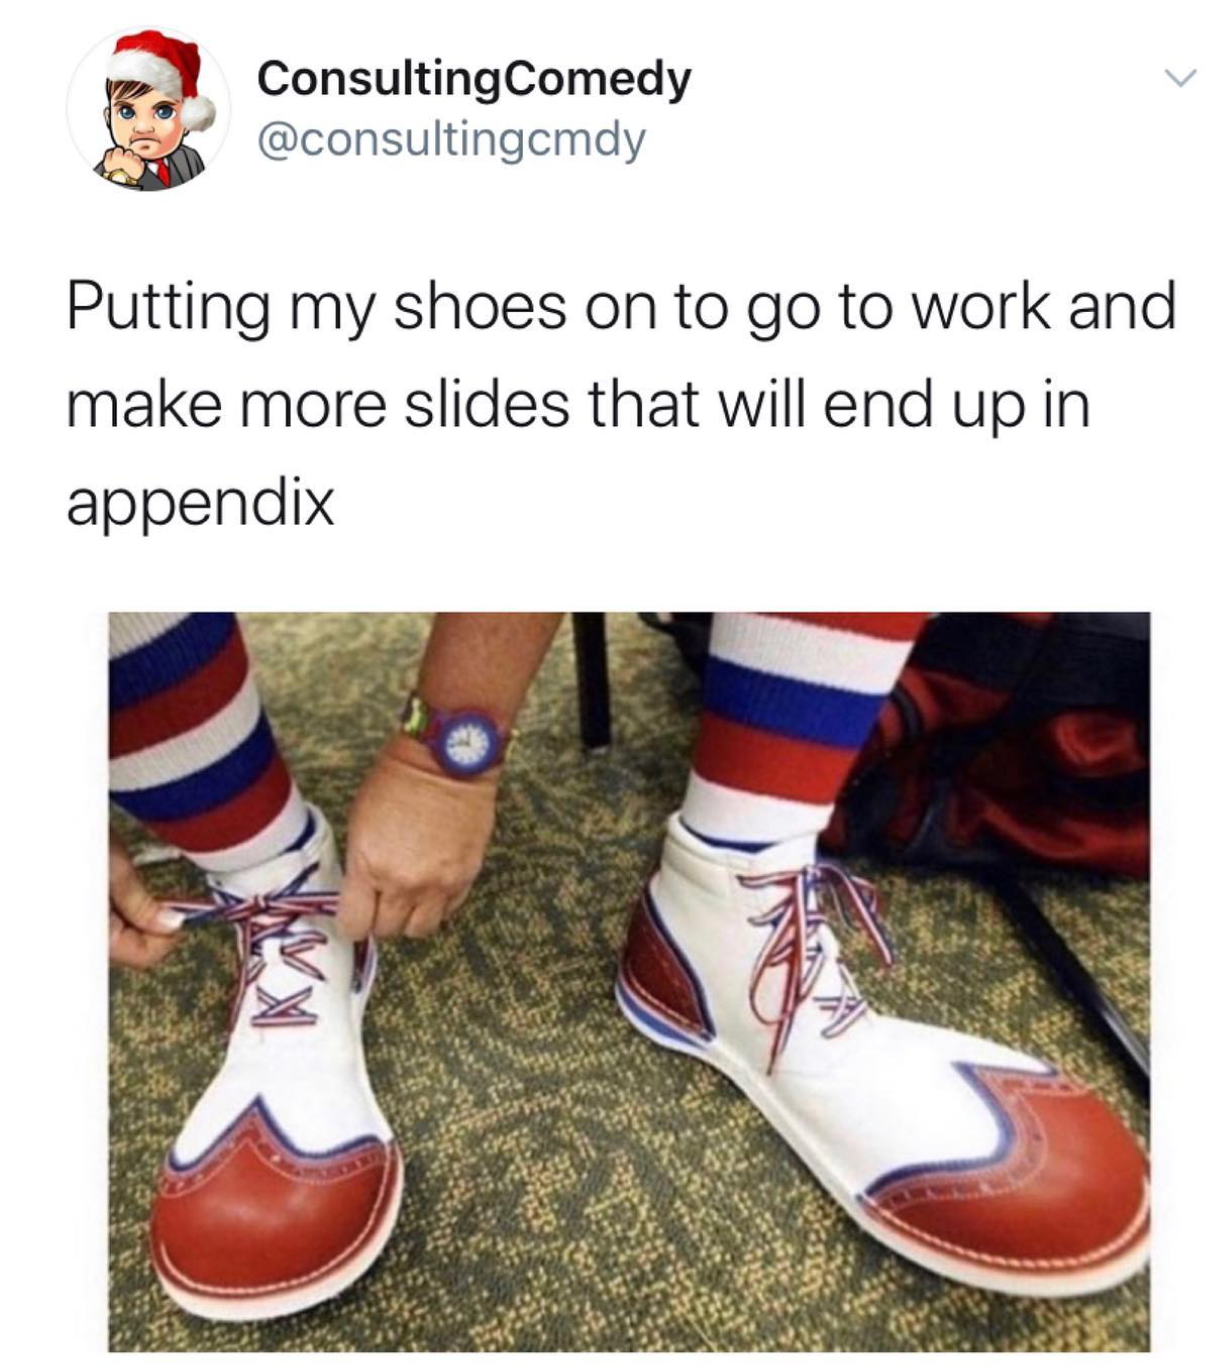 ConsultingComedy
@consultingcmdy
Putting my shoes on to go to work and
make more slides that will end up in
appendix